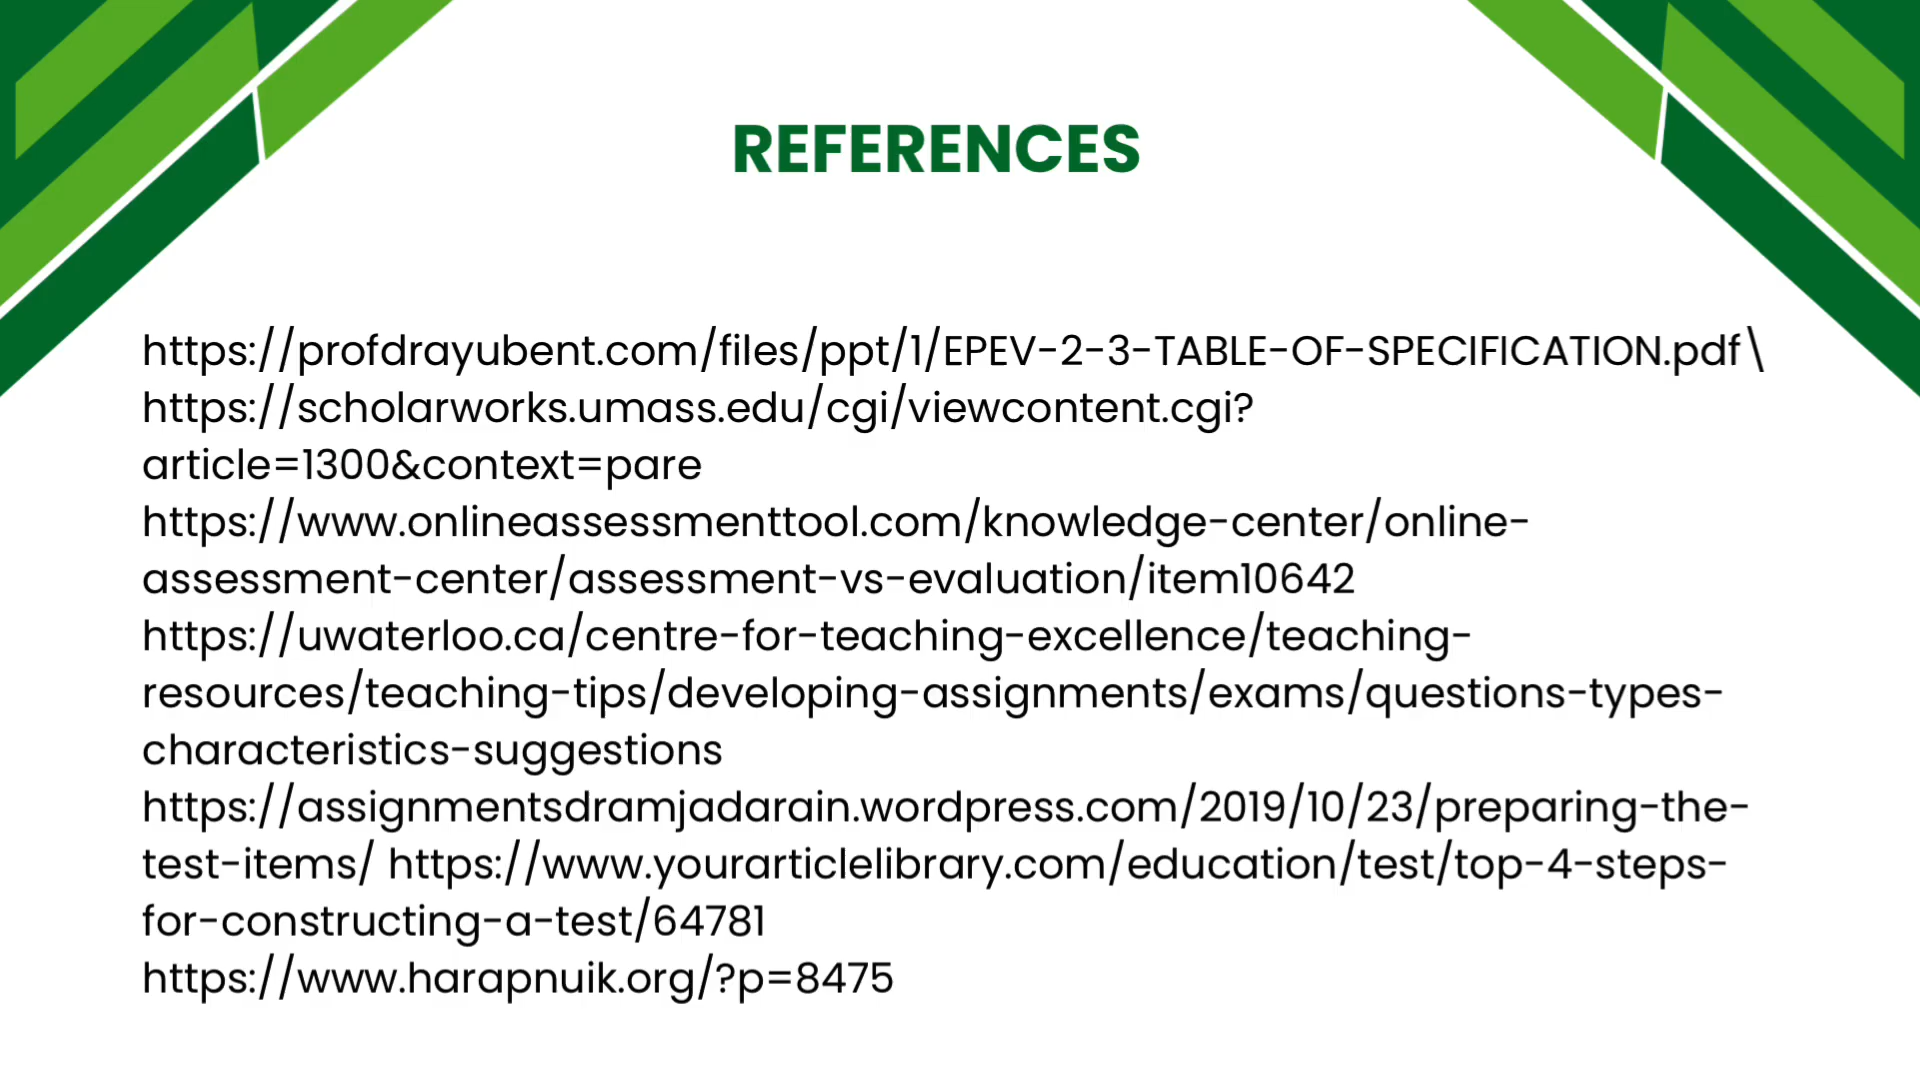 REFERENCES
https://profdrayubent.com/files/ppt/1/EPEV-2-3-TABLE-OF-SPECIFICATION.pdf\
https://scholarworks.umass.edu/cgi/viewcontent.cgi?
article=1300&context=pare
https://www.onlineassessmenttool.com/knowledge-center/online-
assessment-center/assessment-vs-evaluation/item10642
https://uwaterloo.ca/centre-for-teaching-excellence/teaching-
resources/teaching-tips/developing-assignments/exams/questions-types-
characteristics-suggestions
https://assignmentsdramjadarain.wordpress.com/2019/10/23/preparing-the-
test-items/ https://www.yourarticlelibrary.com/education/test/top-4-steps-
for-constructing-a-test/64781
https://www.harapnuik.org/?p=8475